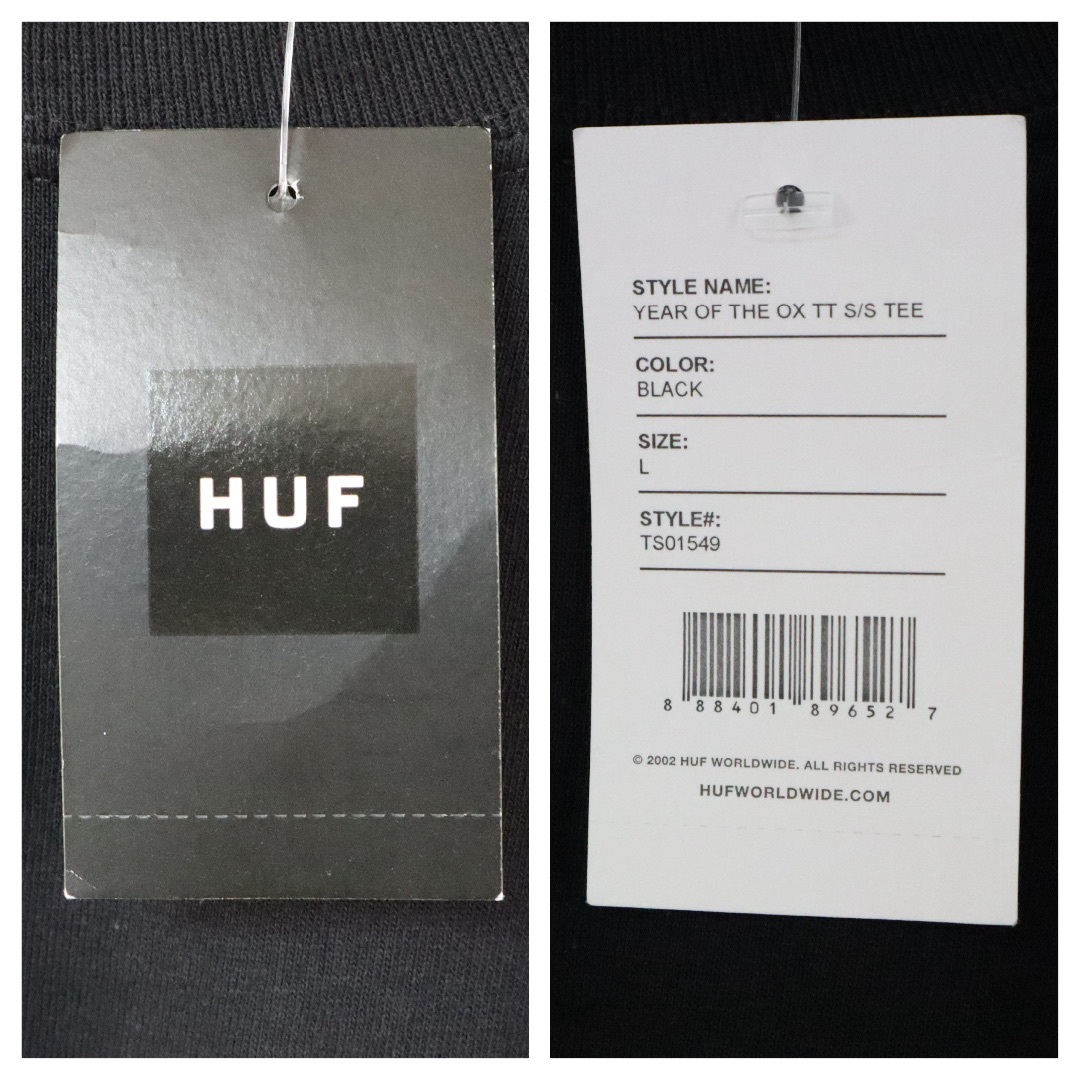 HUF
STYLE NAME:
YEAR OF THE OX TT S/S TEE
COLOR:
BLACK
SIZE:
L
STYLE#:
TS01549
8 88401 89652 7
© 2002 HUF WORLDWIDE. ALL RIGHTS RESERVED
HUFWORLDWIDE.COM